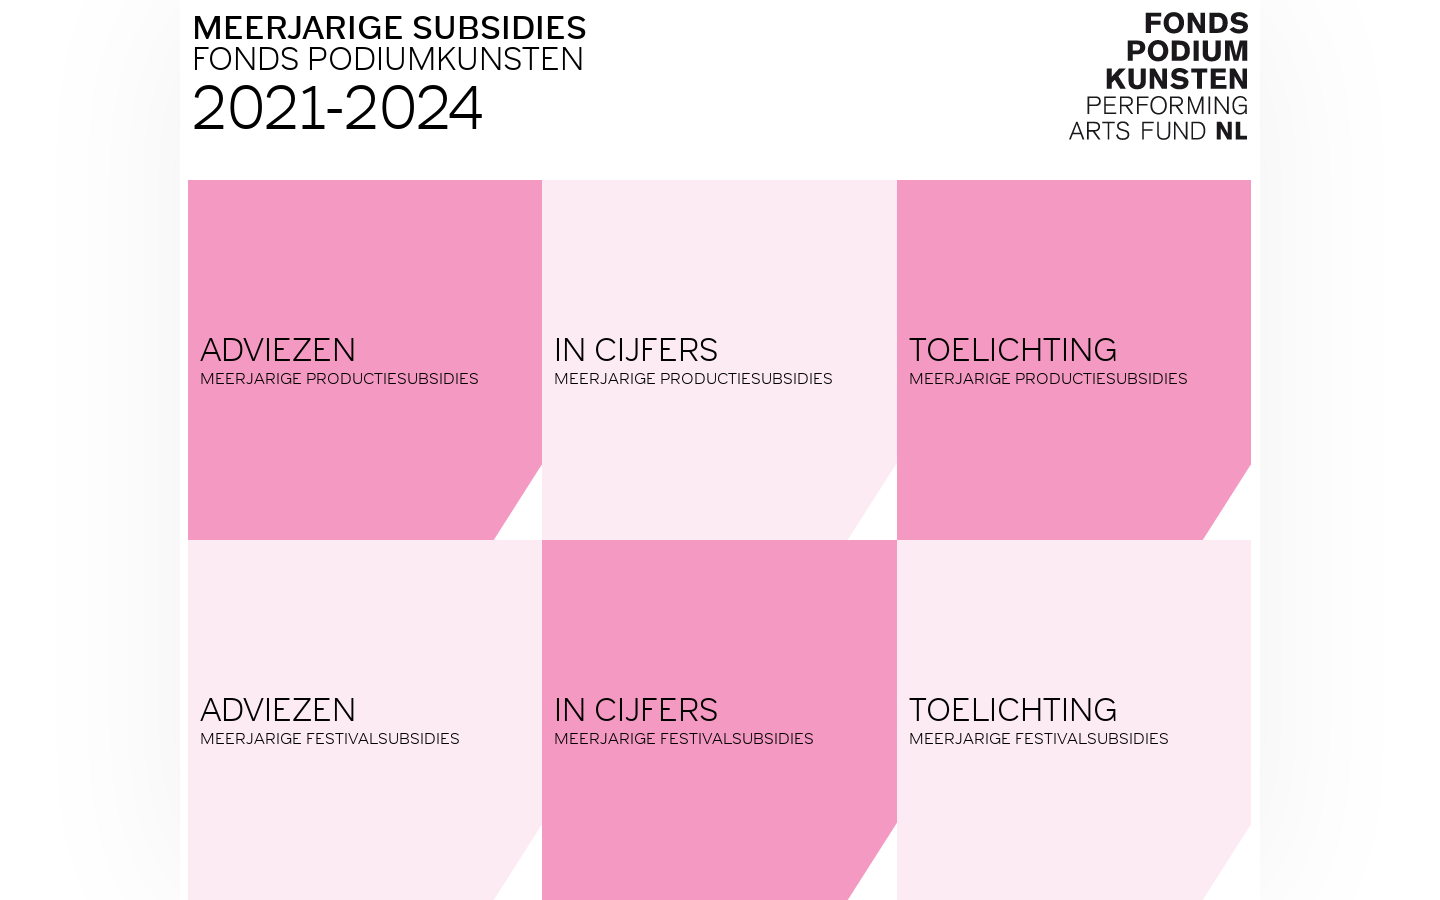 MEERJARIGE SUBSIDIES
FONDS PODIUMKUNSTEN
2021-2024
FONDS
PODIUM
KUNSTEN
PERFORMING
ARTS FUND NL
ADVIEZEN
MEERJARIGE PRODUCTIESUBSIDIES
IN CIJFERS
MEERJARIGE PRODUCTIESUBSIDIES
TOELICHTING
MEERJARIGE PRODUCTIESUBSIDIES
ADVIEZEN
MEERJARIGE FESTIVALSUBSIDIES
IN CIJFERS
MEERJARIGE FESTIVALSUBSIDIES
TOELICHTING
MEERJARIGE FESTIVALSUBSIDIES